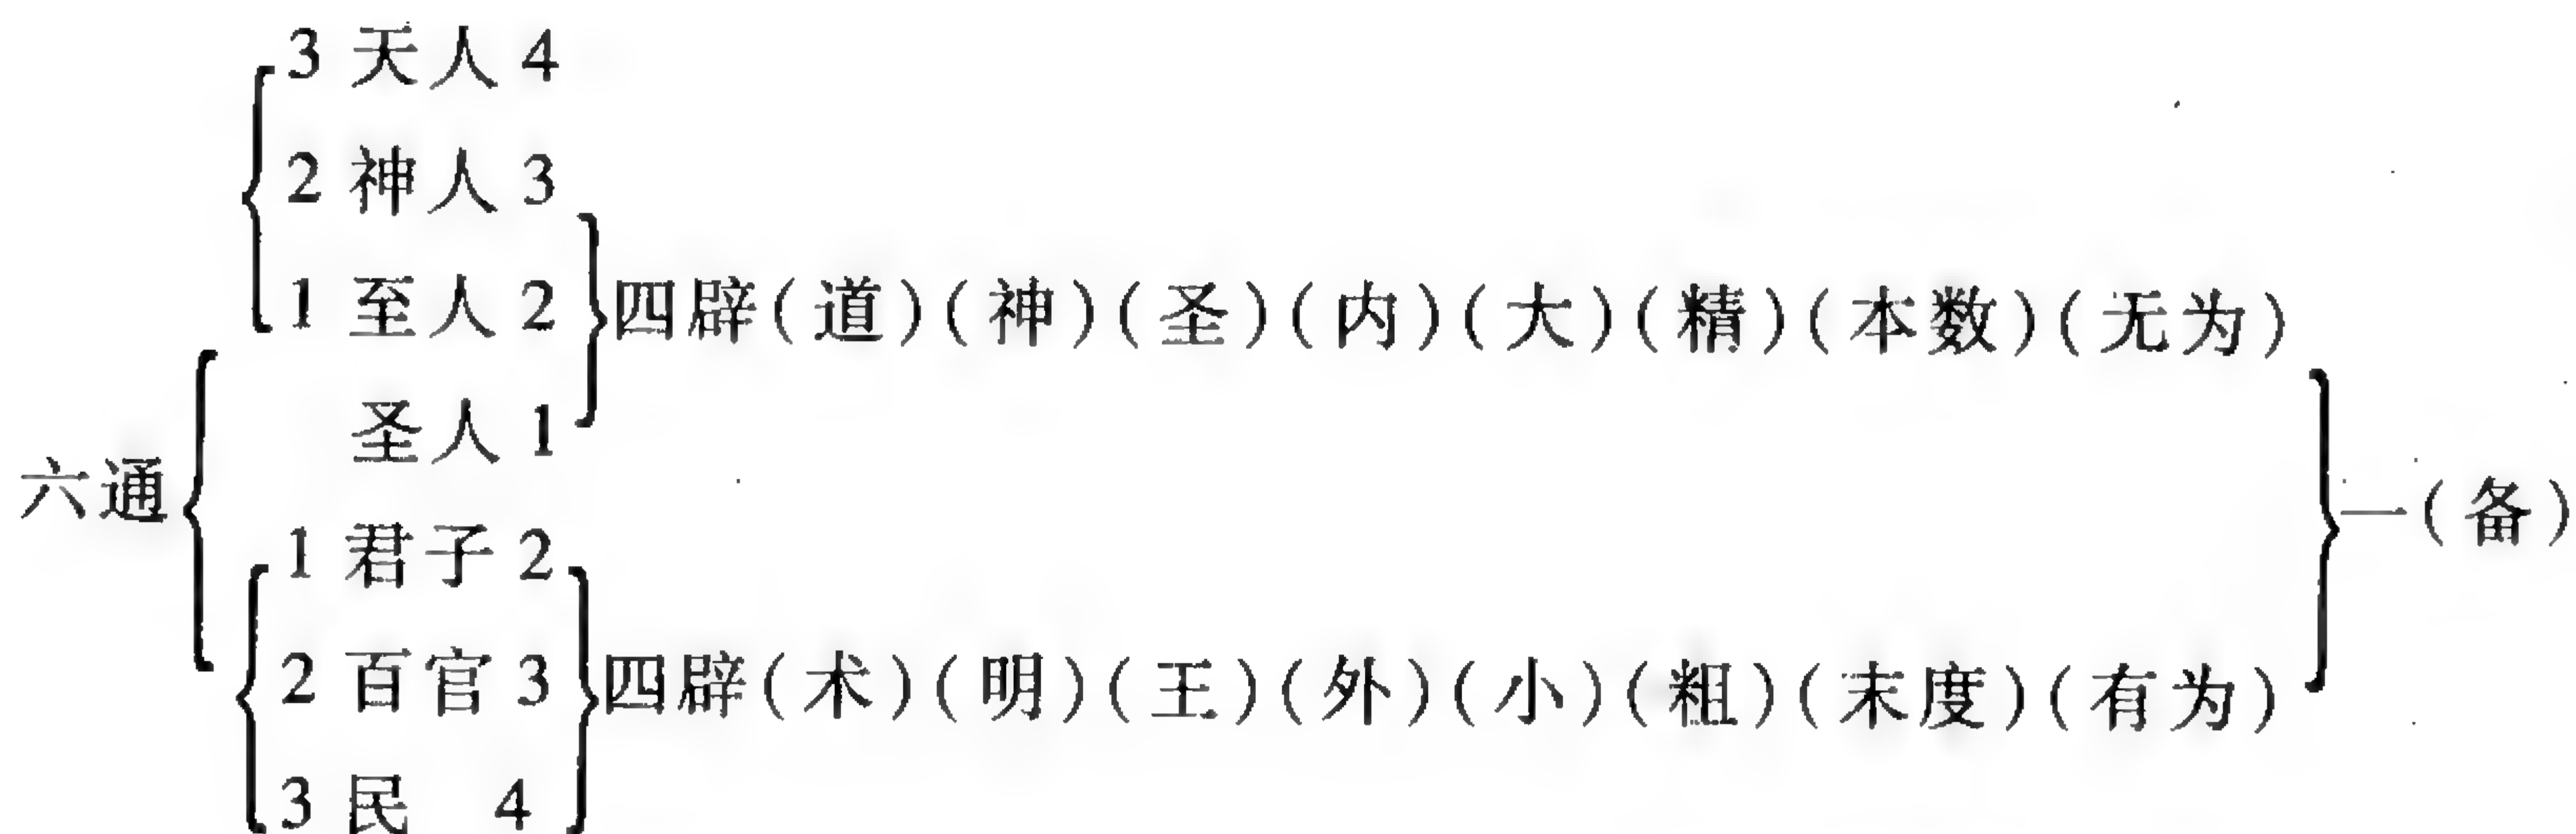 3 天人 4
2 神人 3
1 至人 2 四辟(道)(神)(圣)(内)(大)(精)(本数)(无为)
圣人 1
六通 一(备)
1 君子 2
2 百官 3 四辟(术)(明)(王)(外)(小)(粗)(末度)(有为)
3 民 4